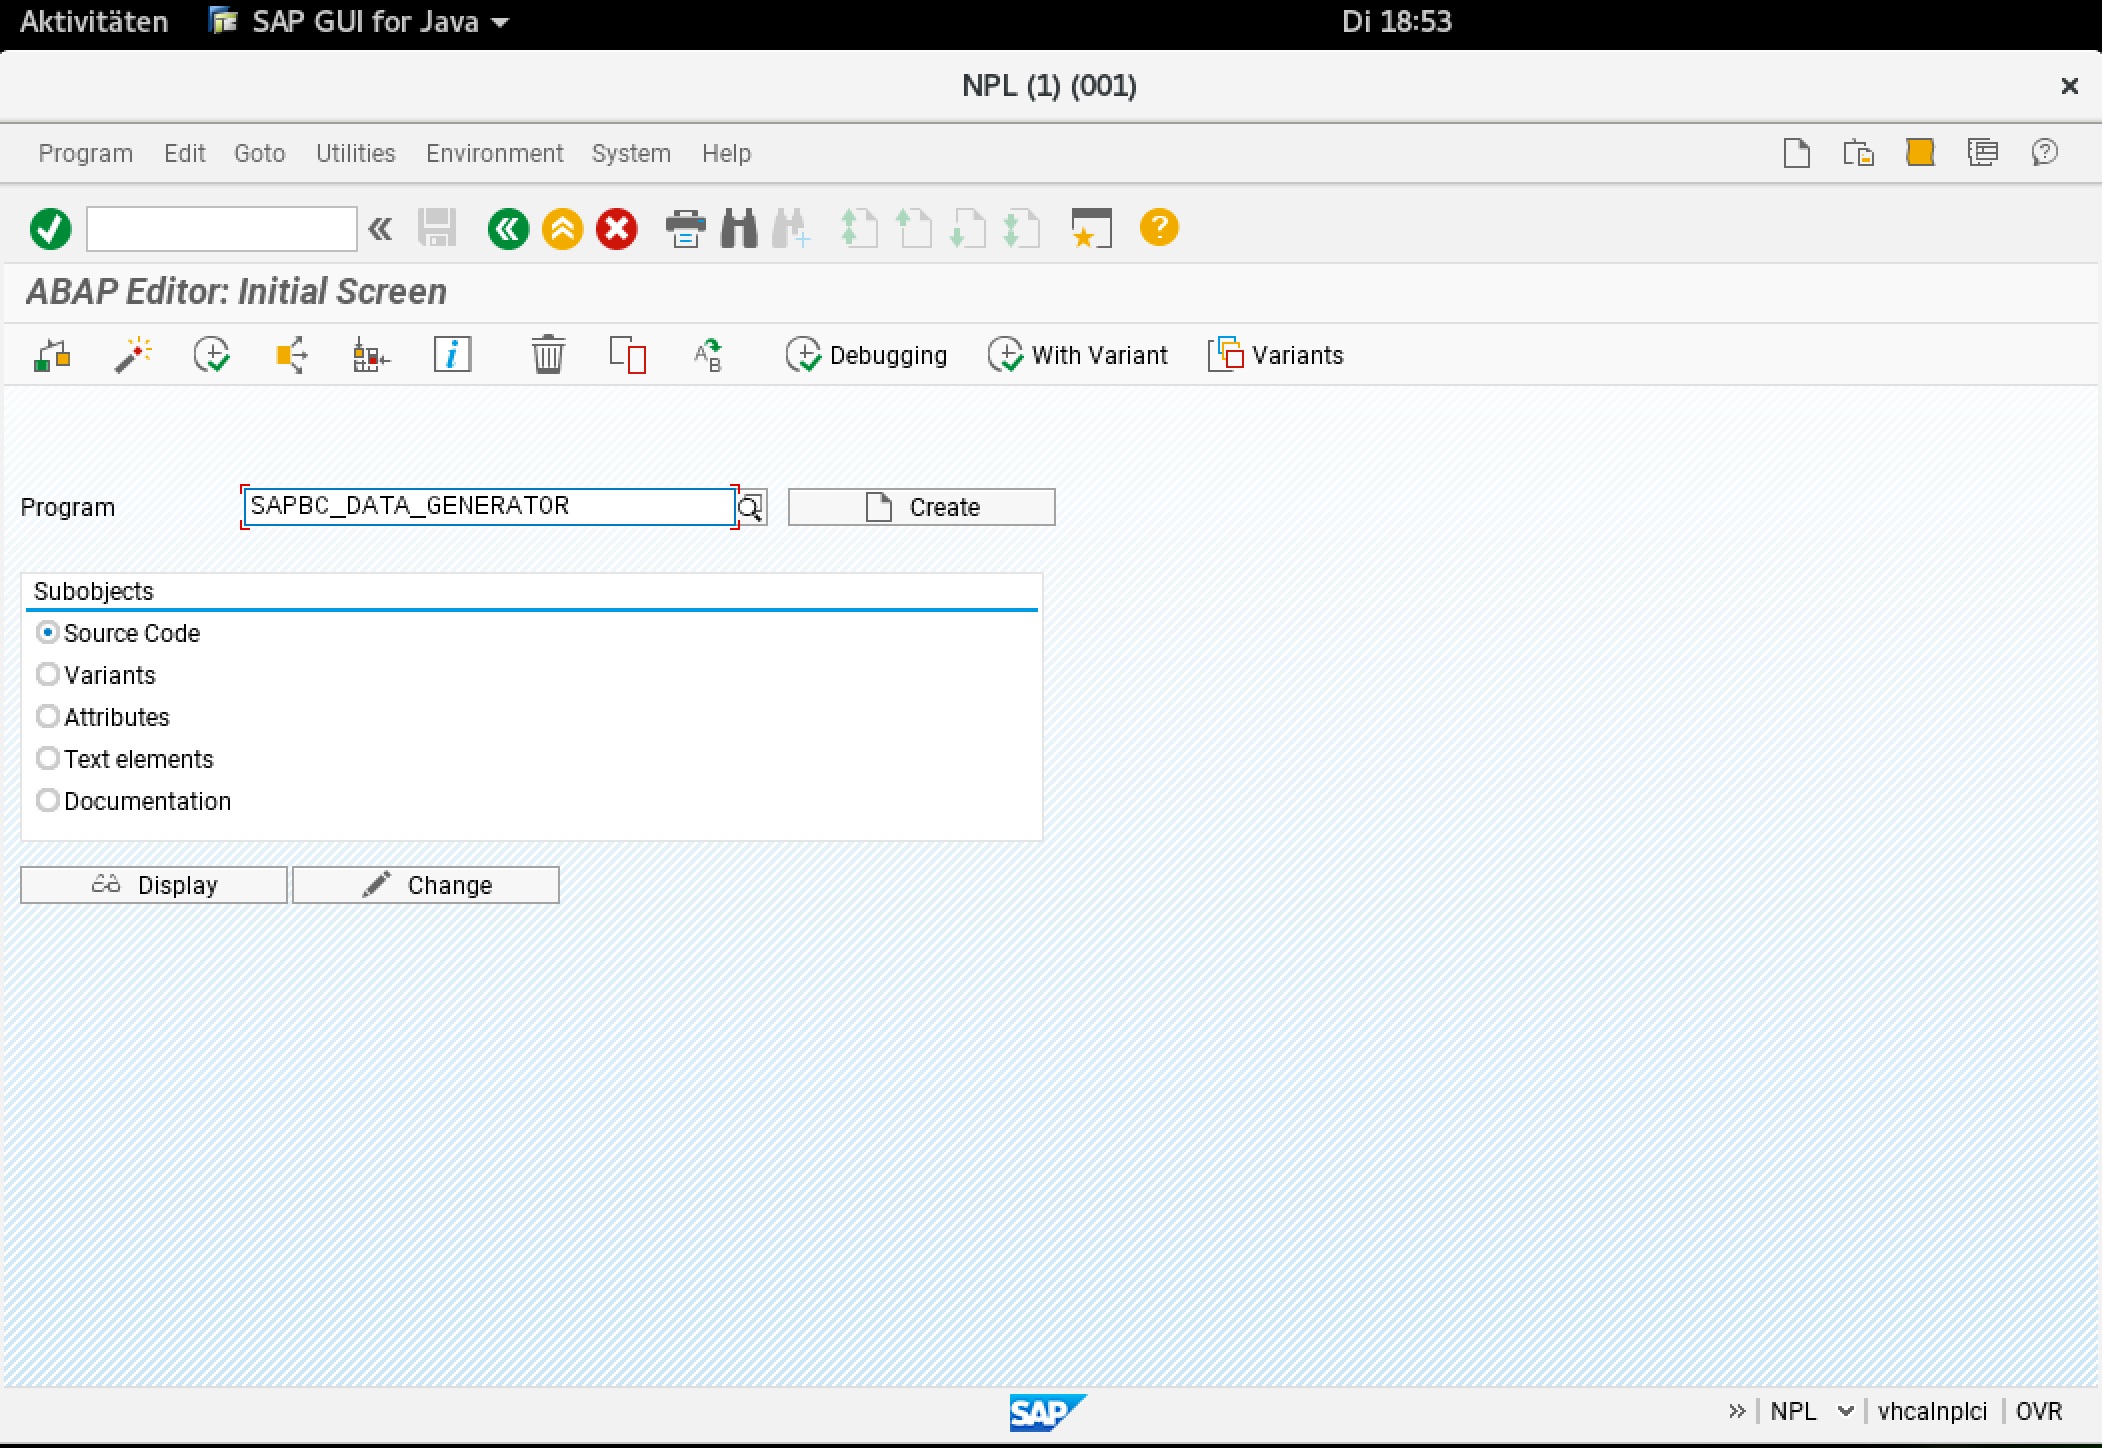 Aktivitäten SAP GUI for Java Di 18:53
NPL (1) (001)
Program Edit Goto Utilities Environment System Help
ABAP Editor: Initial Screen
Debugging With Variant Variants
Program SAPBC_DATA_GENERATOR Create
Subobjects
Source Code
Variants
Attributes
Text elements
Documentation
Display Change
SAP NPL vhcalnplci OVR